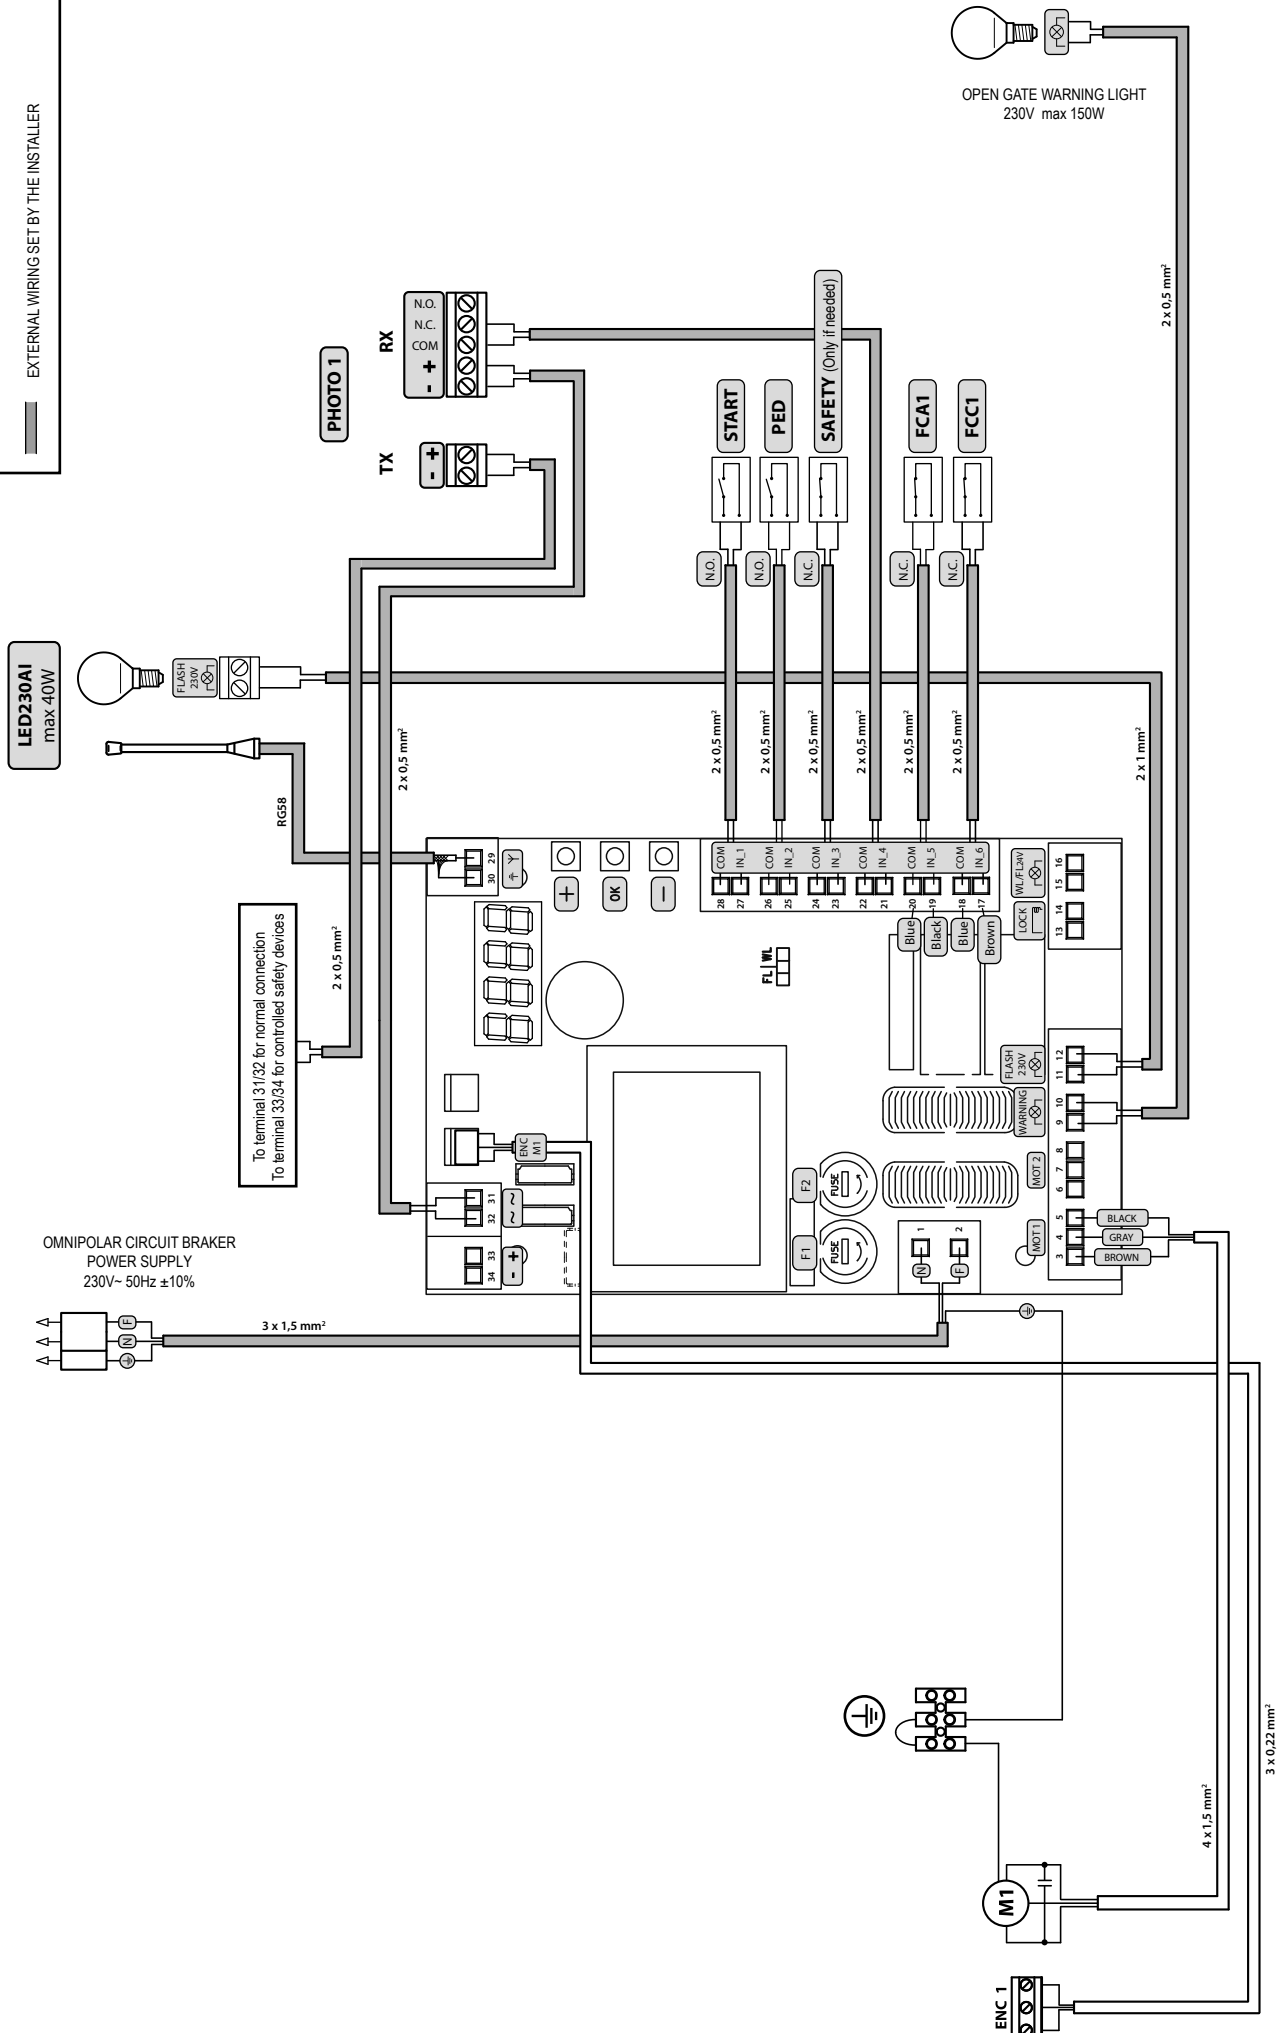 EXTERNAL WIRING SET BY THE INSTALLER
OPEN GATE WARNING LIGHT
230V max 150W
2 x 0,5 mm²
PHOTO 1
RX
N.O.
N.C.
COM
- +
TX
- +
LED230AI
max 40W
FLASH
230V
RG58
2 x 0,5 mm²
2 x 0,5 mm²
To terminal 31/32 for normal connection
To terminal 33/34 for controlled safety devices
START
PED
SAFETY (Only if needed)
FCA1
FCC1
N.O.
N.O.
N.C.
N.C.
N.C.
2 x 0,5 mm²
2 x 0,5 mm²
2 x 0,5 mm²
2 x 0,5 mm²
2 x 0,5 mm²
2 x 0,5 mm²
2 x 1 mm²
30 29
+
OK
-
COM
IN_1
COM
IN_2
COM
IN_3
COM
IN_4
COM
IN_5
COM
IN_6
28
27
26
25
24
23
22
21
20
19
18
17
Blue
Black
Blue
Brown
FL WL
WL/FL24V
LOCK
16
15
14
13
FLASH
230V
WARNING
12
11
10
9
8
7
6
5
4
3
MOT 2
MOT 1
BLACK
GRAY
BROWN
ENC
M1
32 31
~ ~
34 33
- +
F2
FUSE
F1
FUSE
1
2
N
F
OMNIPOLAR CIRCUIT BRAKER
POWER SUPPLY
230V~ 50Hz ±10%
F
N
3 x 1,5 mm²
4 x 1,5 mm²
3 x 0,22 mm²
M1
ENC 1